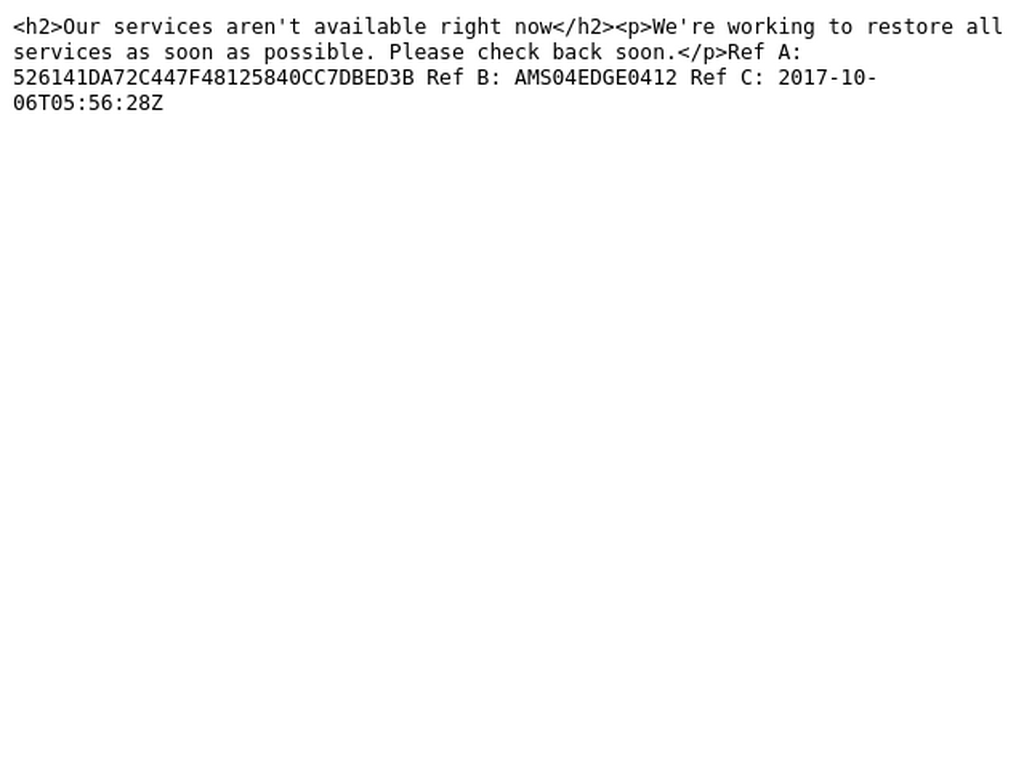 <h2>Our services aren't available right now</h2><p>We're working to restore all
services as soon as possible. Please check back soon.</p>Ref A:
526141DA72C447F48125840CC7DBED3B Ref B: AMS04EDGE0412 Ref C: 2017-10-
06T05:56:28Z